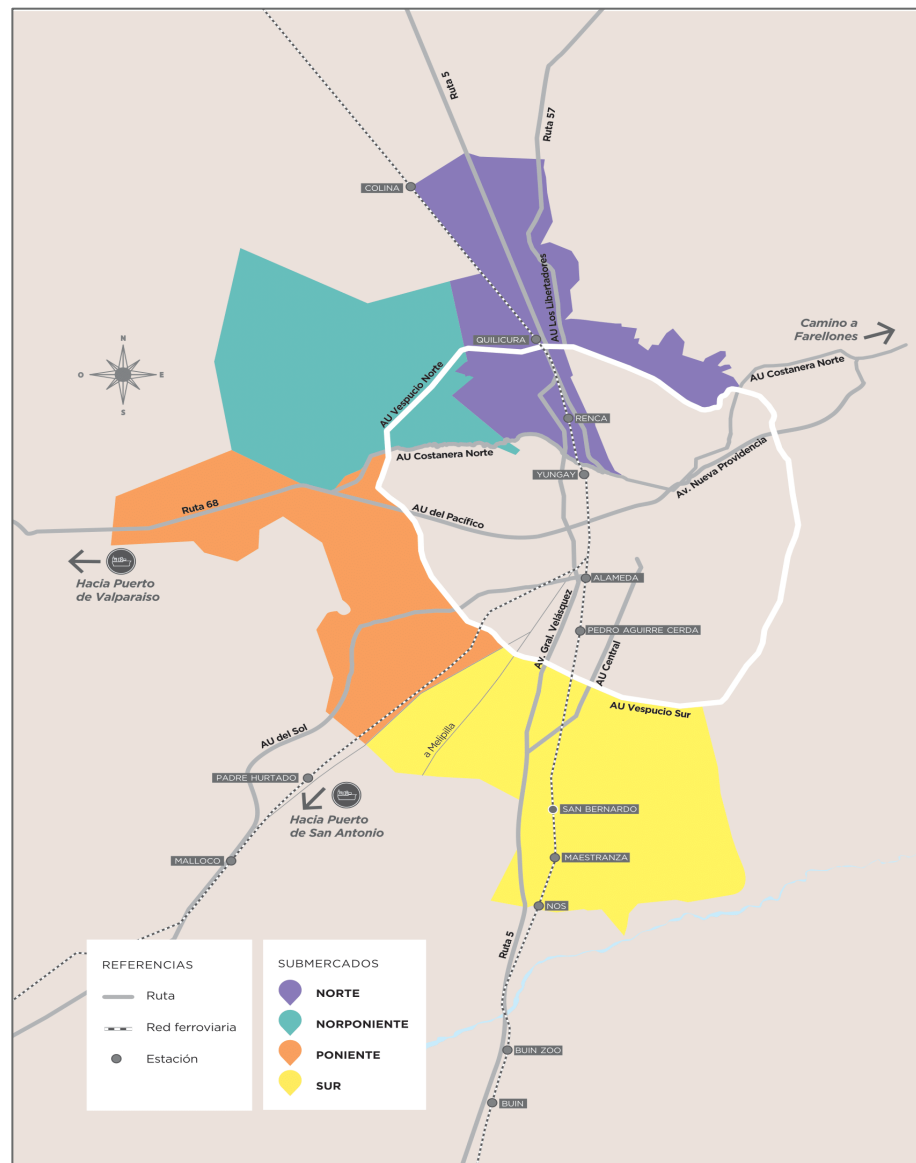 Ruta 5
Ruta 57
COLINA
AU Los Libertadores
Camino a
Farellones
QUILICURA
N
O
E
S
AU Vespucio Norte
AU Costanera Norte
RENCA
AU Costanera Norte
Av. Nueva Providencia
YUNGAY
Ruta 68
AU del Pacífico
Hacia Puerto
de Valparaiso
ALAMEDA
Av. Gral. Velásquez
PEDRO AGUIRRE CERDA
AU Central
AU Vespucio Sur
AU del Sol
a Melipilla
PADRE HURTADO
Hacia Puerto
de San Antonio
SAN BERNARDO
MALLOCO
MAESTRANZA
NOS
Ruta 5
REFERENCIAS
Ruta
Red ferroviaria
Estación
SUBMERCADOS
NORTE
NORPONIENTE
PONIENTE
SUR
BUIN ZOO
BUIN